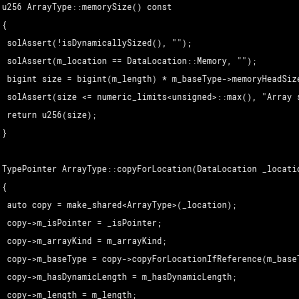 u256 ArrayType::memorySize() const
{
solAssert(!isDynamicallySized(), "");
solAssert(m_location == DataLocation::Memory, "");
bigint size = bigint(m_length) * m_baseType->memoryHeadSize
solAssert(size <= numeric_limits<unsigned>::max(), "Array s
return u256(size);
}
TypePointer ArrayType::copyForLocation(DataLocation _locatio
{
auto copy = make_shared<ArrayType>(_location);
copy->m_isPointer = _isPointer;
copy->m_arrayKind = m_arrayKind;
copy->m_baseType = copy->copyForLocationIfReference(m_baseT
copy->m_hasDynamicLength = m_hasDynamicLength;
copy->m_length = m_length;